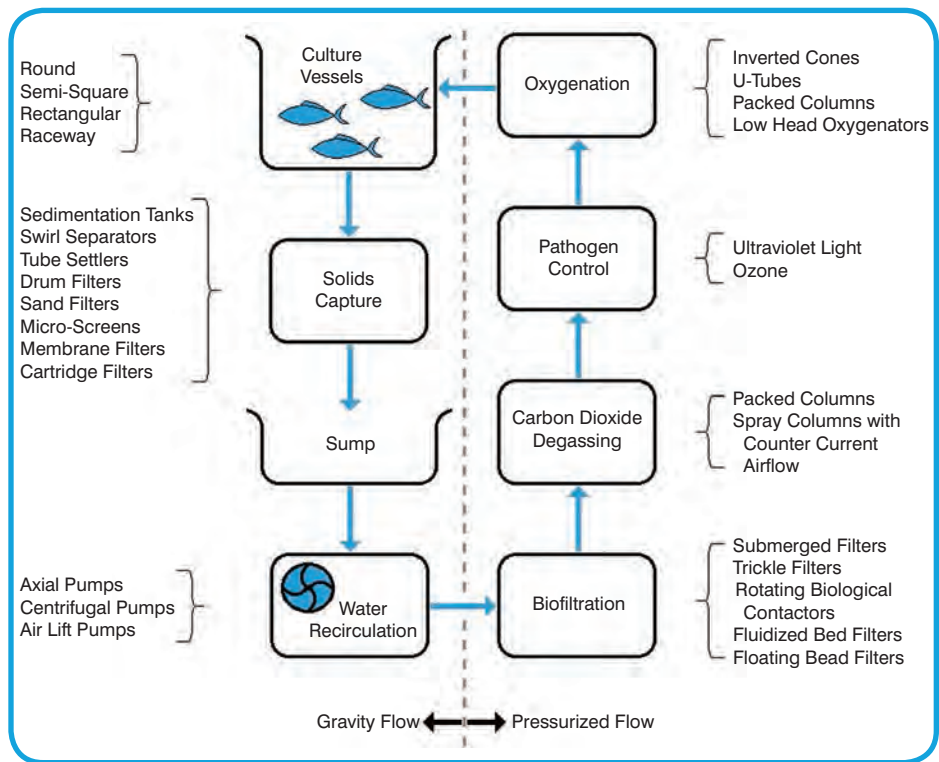 Round
Semi-Square
Rectangular
Raceway
Culture
Vessels
Oxygenation
Inverted Cones
U-Tubes
Packed Columns
Low Head Oxygenators
Sedimentation Tanks
Swirl Separators
Tube Settlers
Drum Filters
Sand Filters
Micro-Screens
Membrane Filters
Cartridge Filters
Solids
Capture
Pathogen
Control
Ultraviolet Light
Ozone
Sump
Carbon Dioxide
Degassing
Packed Columns
Spray Columns with
Counter Current
Airflow
Axial Pumps
Centrifugal Pumps
Air Lift Pumps
Water
Recirculation
Biofiltration
Submerged Filters
Trickle Filters
Rotating Biological
Contactors
Fluidized Bed Filters
Floating Bead Filters
Gravity Flow
Pressurized Flow